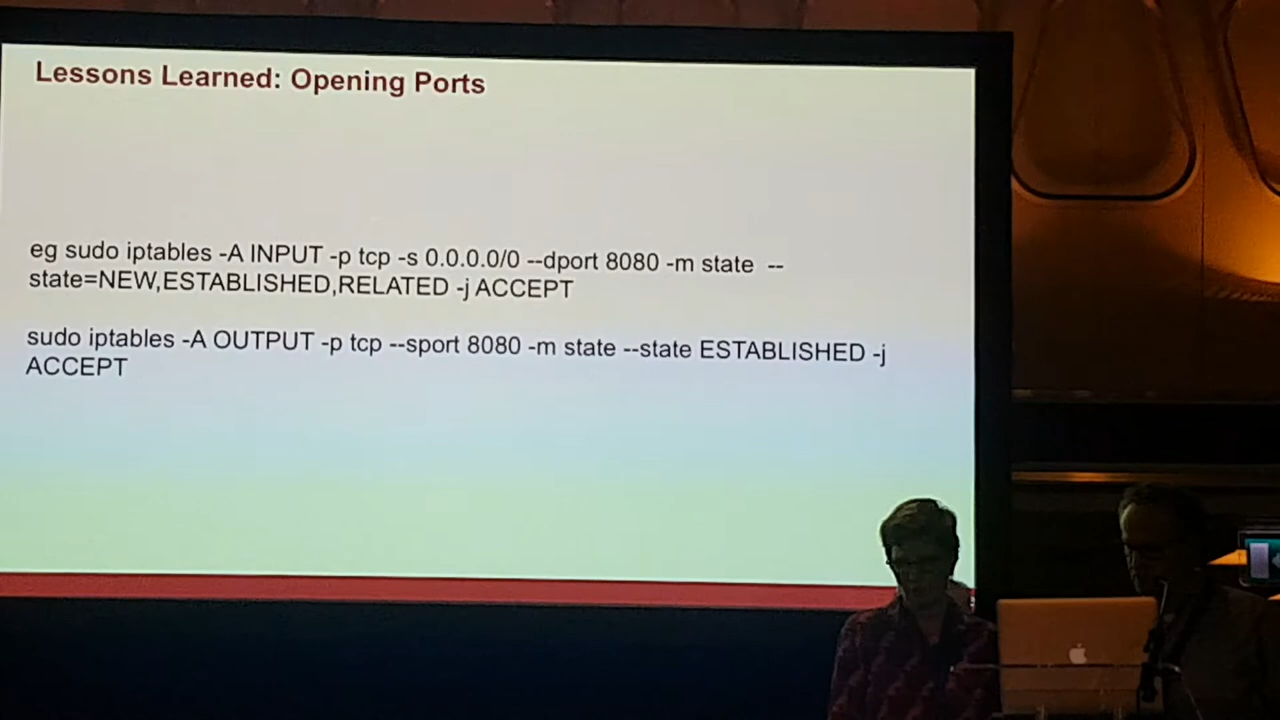 Lessons Learned: Opening Ports
eg sudo iptables -A INPUT -p tcp -s 0.0.0.0/0 --dport 8080 -m state --
state=NEW,ESTABLISHED,RELATED -j ACCEPT
sudo iptables -A OUTPUT -p tcp --sport 8080 -m state --state ESTABLISHED -j
ACCEPT